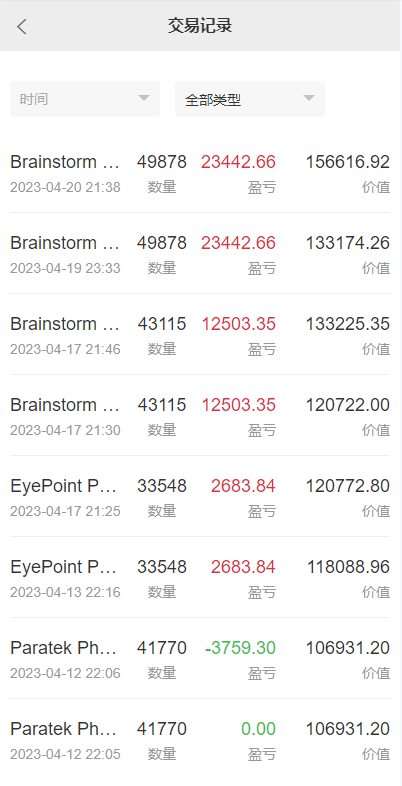 交易记录
时间 全部类型
Brainstorm ... 49878 23442.66 156616.92
2023-04-20 21:38 数量 盈亏 价值
Brainstorm ... 49878 23442.66 133174.26
2023-04-19 23:33 数量 盈亏 价值
Brainstorm ... 43115 12503.35 133225.35
2023-04-17 21:46 数量 盈亏 价值
Brainstorm ... 43115 12503.35 120722.00
2023-04-17 21:30 数量 盈亏 价值
EyePoint P... 33548 2683.84 120772.80
2023-04-17 21:25 数量 盈亏 价值
EyePoint P... 33548 2683.84 118088.96
2023-04-13 22:16 数量 盈亏 价值
Paratek Ph... 41770 -3759.30 106931.20
2023-04-12 22:06 数量 盈亏 价值
Paratek Ph... 41770 0.00 106931.20
2023-04-12 22:05 数量 盈亏 价值